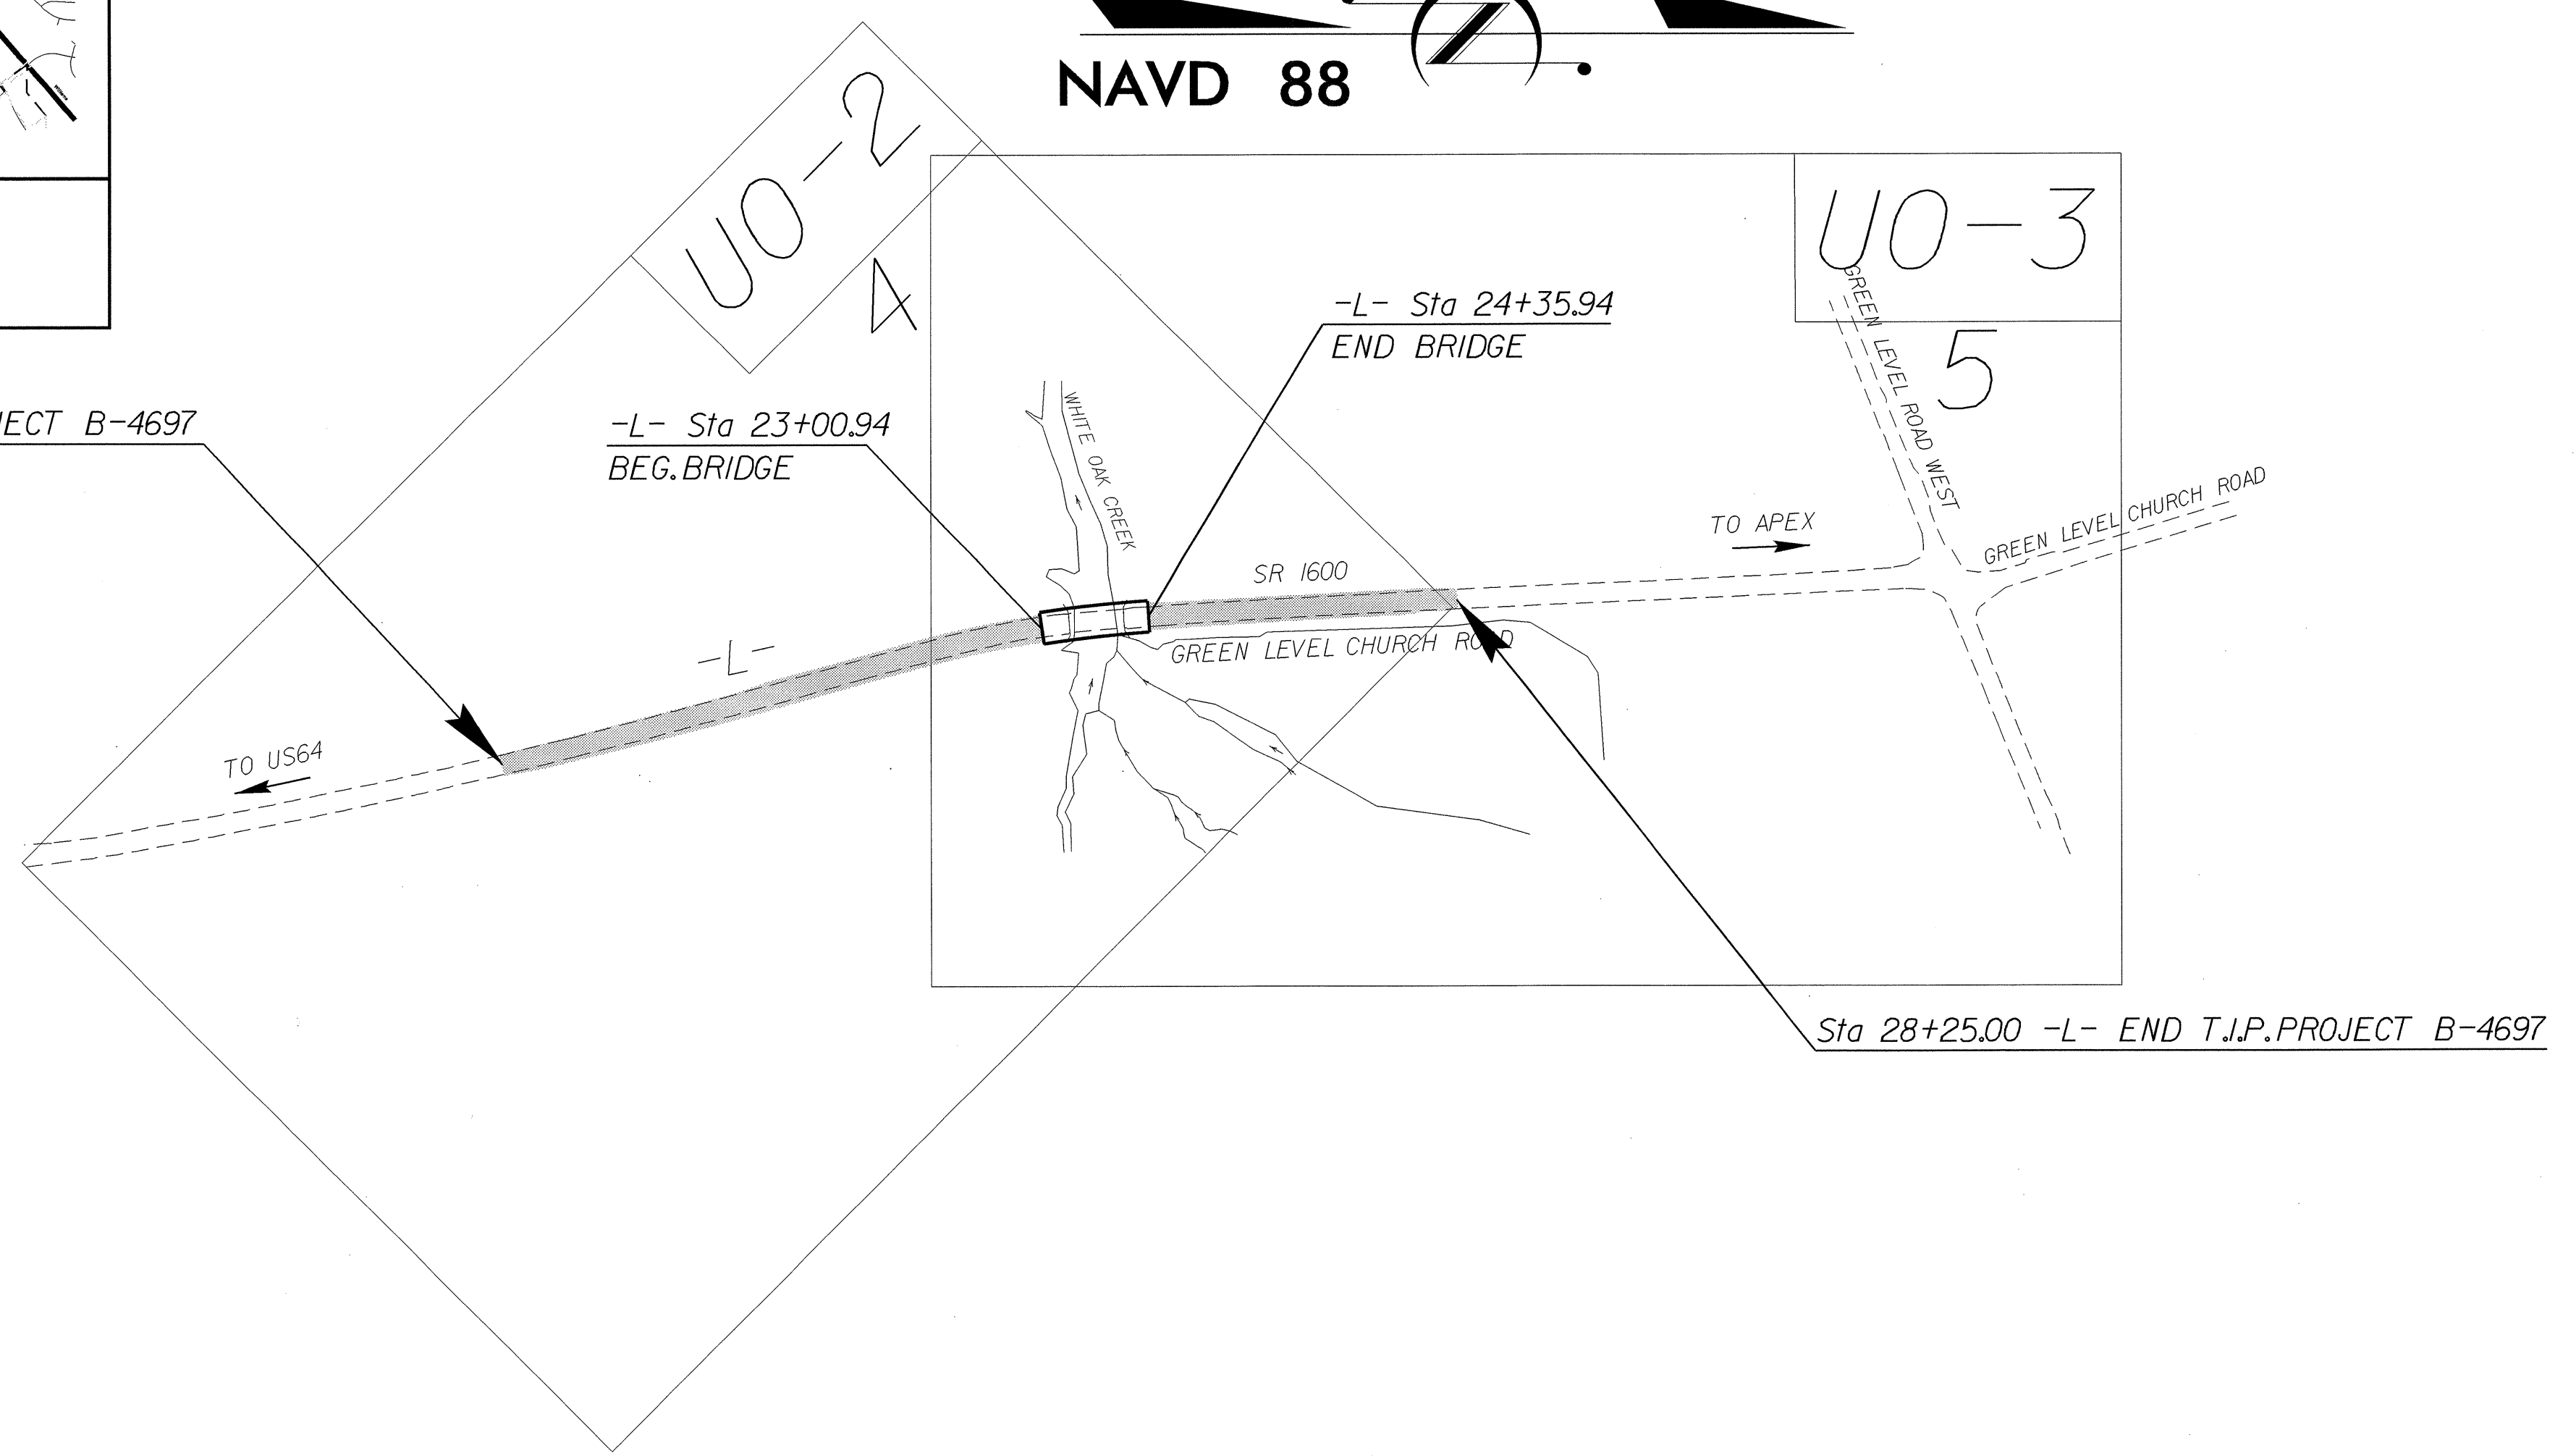 NAVD 88
UO-2
4
UO-3
5
-L- Sta 24+35.94
END BRIDGE
-L- Sta 23+00.94
BEG. BRIDGE
JECT B-4697
WHITE OAK CREEK
GREEN LEVEL ROAD WEST
GREEN LEVEL CHURCH ROAD
TO APEX
SR 1600
GREEN LEVEL CHURCH ROAD
-L-
TO US64
Sta 28+25.00 -L- END T.I.P. PROJECT B-4697